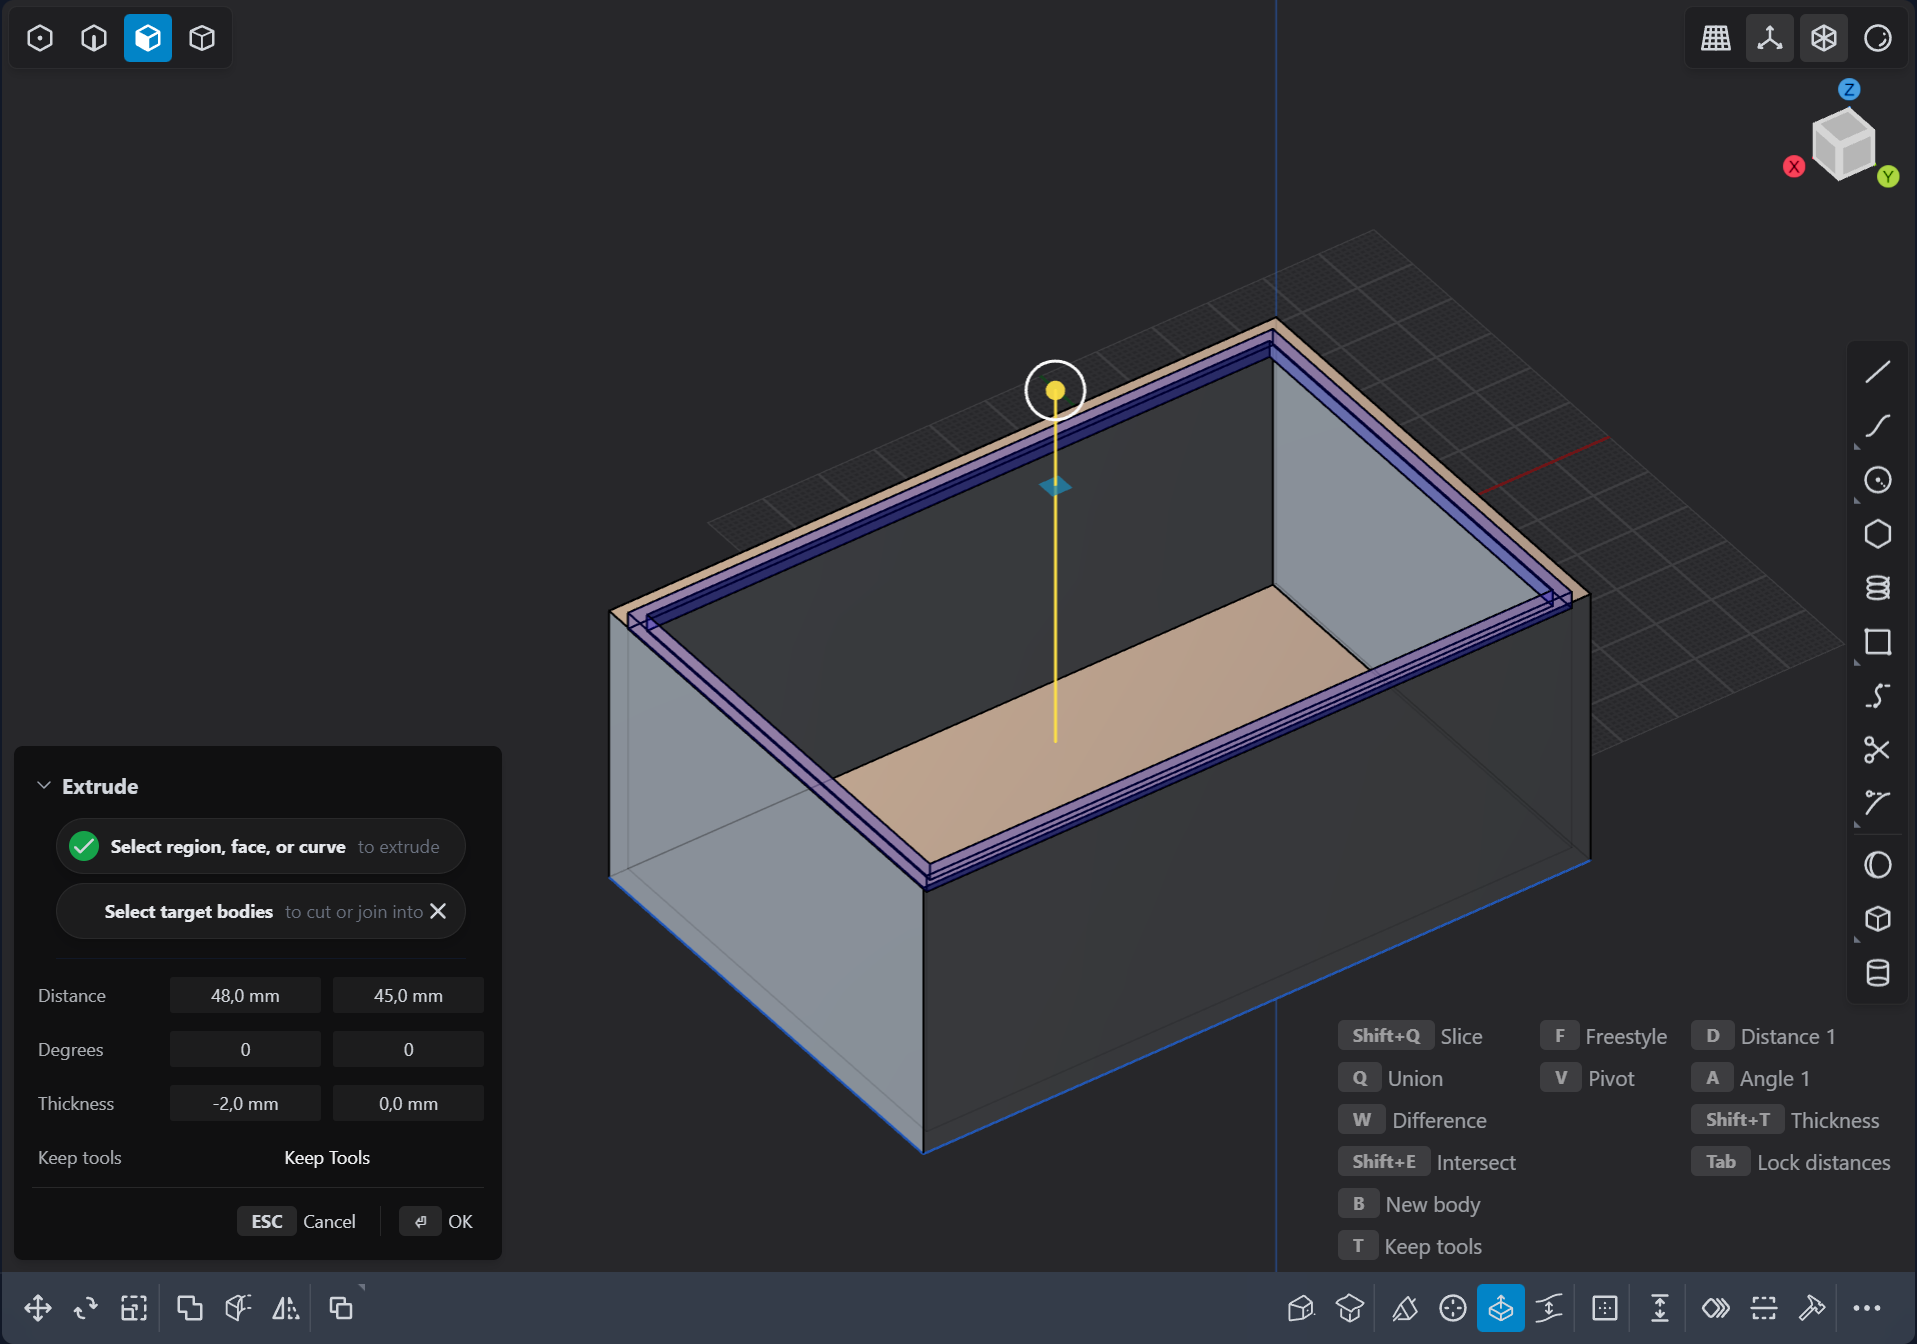 Z
X
Y
Extrude
Select region, face, or curve to extrude
Select target bodies to cut or join into
Distance 48,0 mm 45,0 mm
Degrees 0 0
Thickness -2,0 mm 0,0 mm
Keep tools Keep Tools
ESC Cancel OK
Shift+Q Slice F Freestyle D Distance 1
Q Union V Pivot A Angle 1
W Difference Shift+T Thickness
Shift+E Intersect Tab Lock distances
B New body
T Keep tools